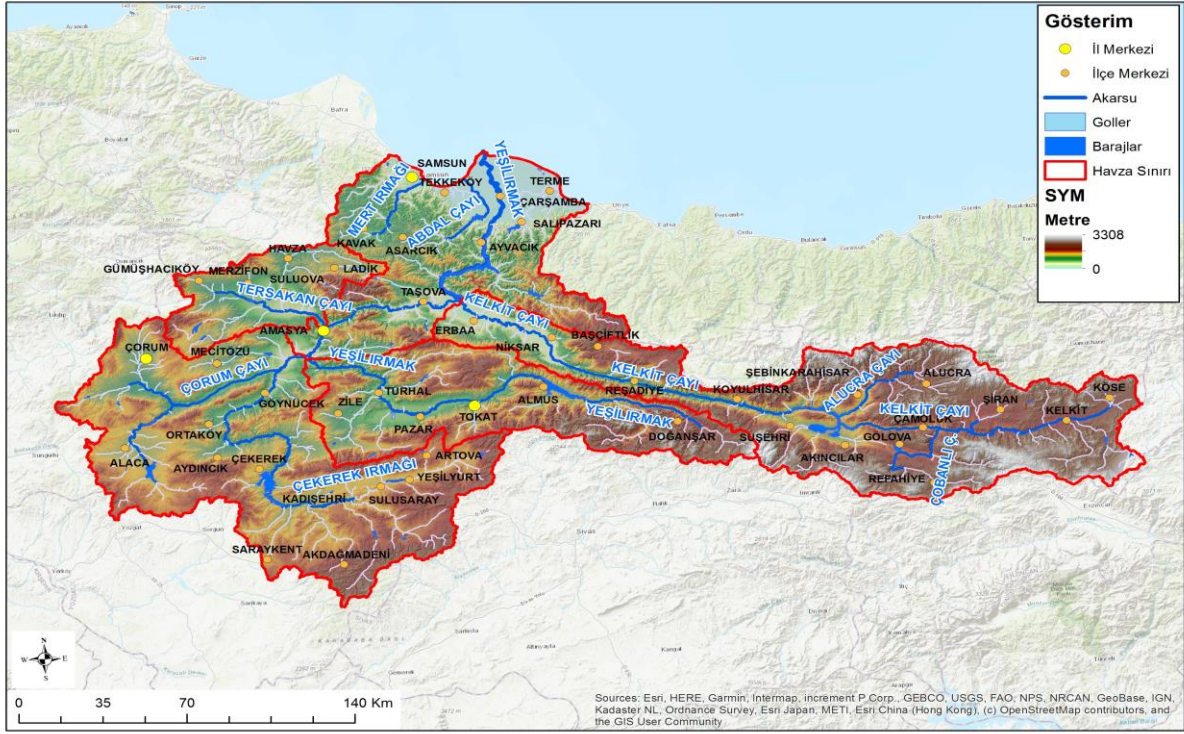 Gösterim
İl Merkezi
İlçe Merkezi
Akarsu
Goller
Barajlar
Havza Sınırı
SYM
Metre
3308
0
Bafra
SAMSUN
TEKKEKÖY
YEŞİLIRMAK
TERME
ÇARŞAMBA
MERT IRMAĞI
ABDAL ÇAYI
SALIPAZARI
KAVAK
ASARCIK
AYVACIK
HAVZA
LADİK
GÜMÜŞHACIKÖY
MERZİFON
SULUOVA
TERSAKAN ÇAYI
TAŞOVA
KELKİT ÇAYI
AMASYA
ERBAA
BAŞÇİFTLİK
ÇORUM
MECİTÖZÜ
NİKSAR
YEŞİLIRMAK
ÇORUM ÇAYI
KELKİT ÇAYI
ŞEBİNKARAHİSAR
ALUCRA ÇAYI
ALUCRA
REŞADİYE
KOYULHİSAR
KÖSE
TURHAL
ALMUS
GÖYNÜCEK
ZİLE
TOKAT
YEŞİLIRMAK
KELKİT ÇAYI
ŞİRAN
KELKİT
ÇAMOLUK
PAZAR
DOĞANŞAR
SUŞEHRİ
GÖLOVA
ORTAKÖY
ALACA
AYDINCIK
ÇEKEREK
ARTOVA
AKINCILAR
ÇOBANLI Ç.
REFAHİYE
ÇEKEREK IRMAĞI
YEŞİLYURT
KADIŞEHRİ
SULUSARAY
SARAYKENT
AKDAĞMADENİ
N
W E
S
0 35 70 140 Km
Sources: Esri, HERE, Garmin, Intermap, increment P Corp., GEBCO, USGS, FAO, NPS, NRCAN, GeoBase, IGN,
Kadaster NL, Ordnance Survey, Esri Japan, METI, Esri China (Hong Kong), (c) OpenStreetMap contributors, and
the GIS User Community